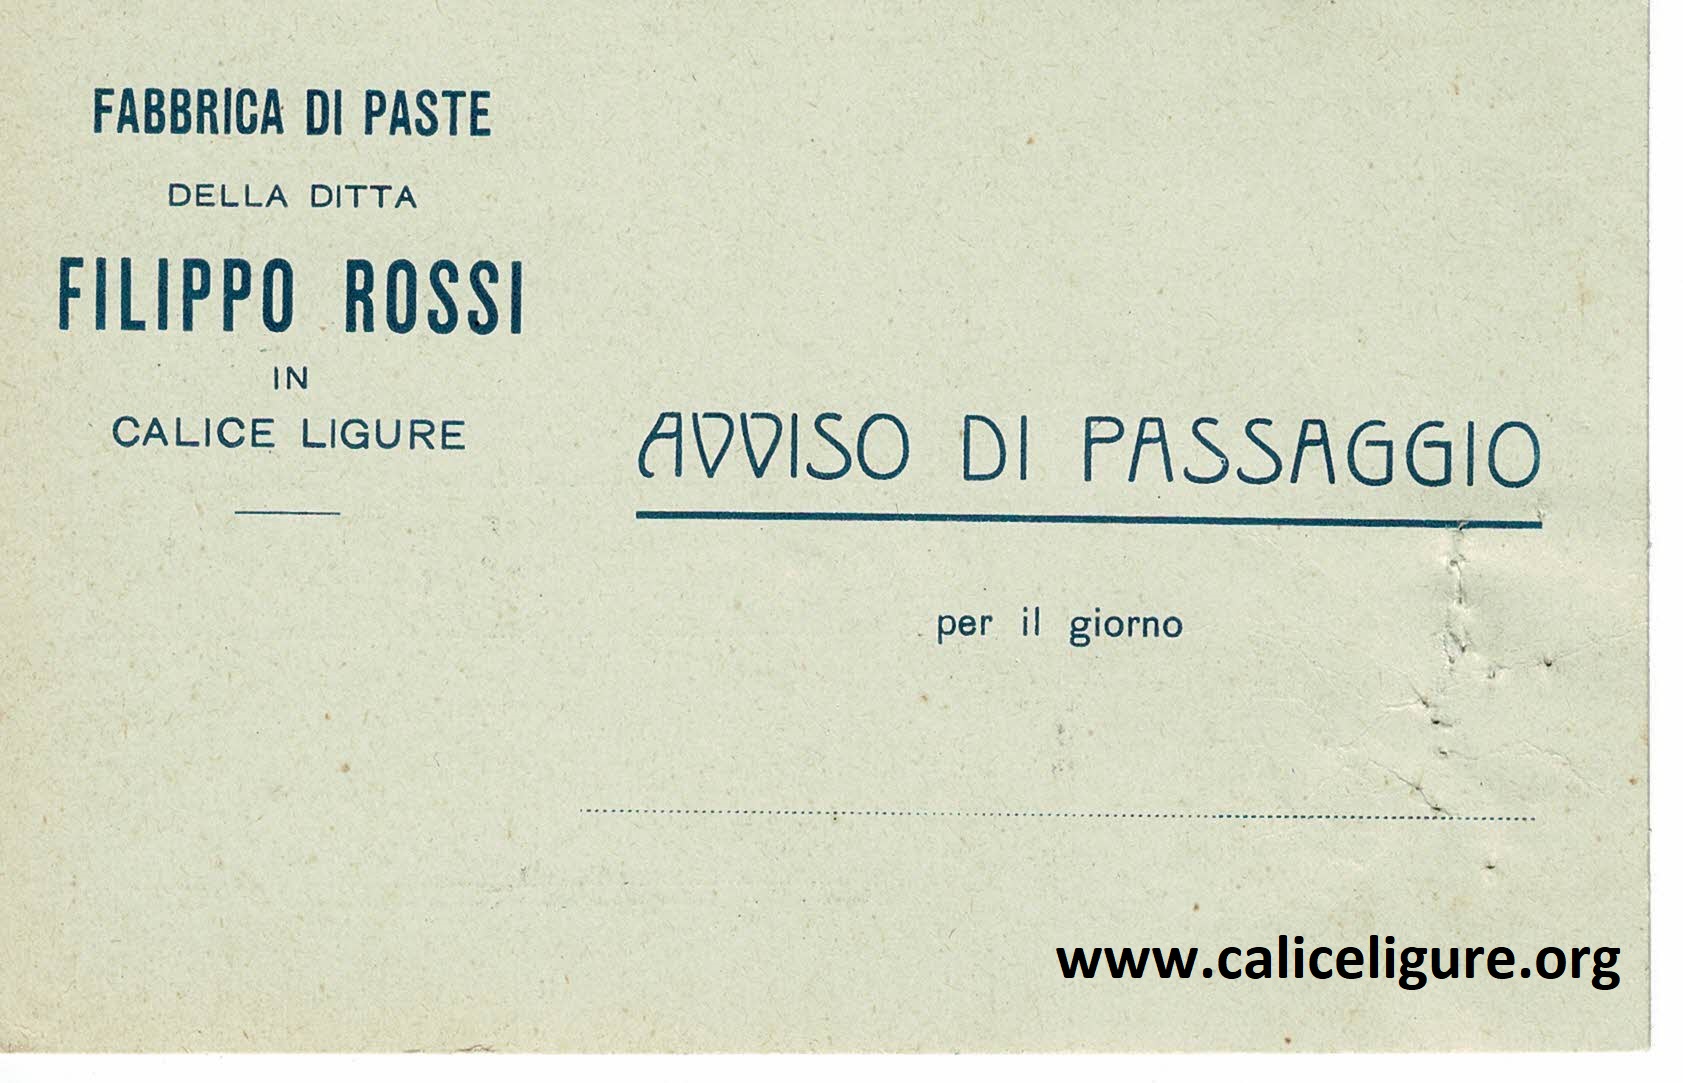 FABBRICA DI PASTE
DELLA DITTA
FILIPPO ROSSI
IN
CALICE LIGURE
AVVISO DI PASSAGGIO
per il giorno
www.caliceligure.org